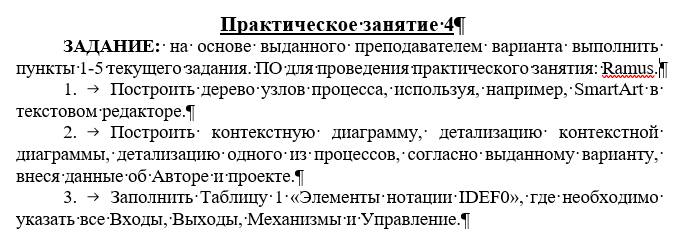 Практическое занятие 4¶
ЗАДАНИЕ: на основе выданного преподавателем варианта выполнить
пункты 1-5 текущего задания. ПО для проведения практического занятия: Ramus.¶
1. → Построить дерево узлов процесса, используя, например, SmartArt в
текстовом редакторе.¶
2. → Построить контекстную диаграмму, детализацию контекстной
диаграммы, детализацию одного из процессов, согласно выданному варианту,
внеся данные об Авторе и проекте.¶
3. → Заполнить Таблицу 1 «Элементы нотации IDEF0», где необходимо
указать все Входы, Выходы, Механизмы и Управление.¶